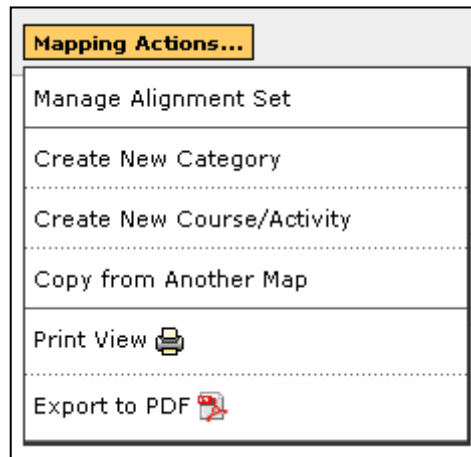 Mapping Actions...
Manage Alignment Set
Create New Category
Create New Course/Activity
Copy from Another Map
Print View
Export to PDF